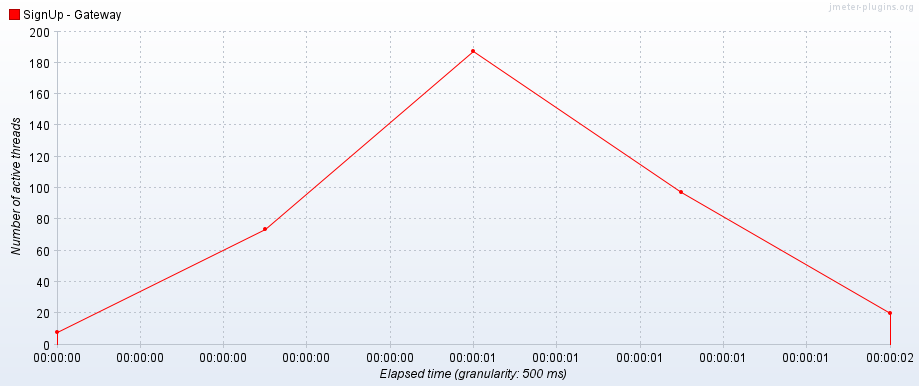 jmeter-plugins.org
SignUp - Gateway
200
180
160
140
120
100
80
60
40
20
0
Number of active threads
00:00:00 00:00:00 00:00:00 00:00:00 00:00:00 00:00:01 00:00:01 00:00:01 00:00:01 00:00:01 00:00:02
Elapsed time (granularity: 500 ms)